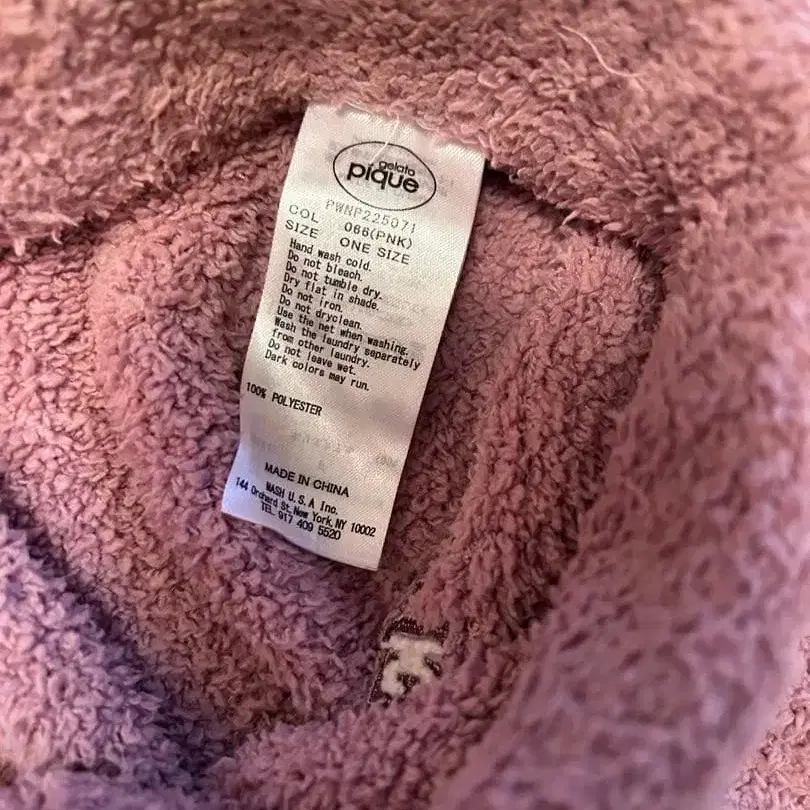 gelato
pique
PWNP225071
COL 066(PNK)
SIZE ONE SIZE
Hand wash cold.
Do not bleach.
Do not tumble dry.
Dry flat in shade.
Do not iron.
Do not dryclean.
Use the net when washing.
Wash the laundry separately
from other laundry.
Do not leave wet.
Dark colors may run.
100% POLYESTER
MADE IN CHINA
MASH U.S.A Inc.
144 Orchard St. New York, NY 10002
TEL 917 409 5520